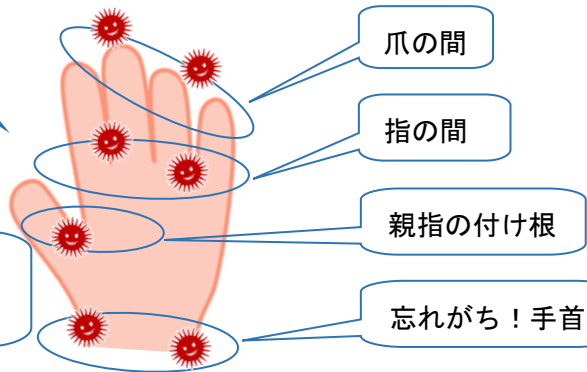 爪の間
指の間
親指の付け根
忘れがち！手首